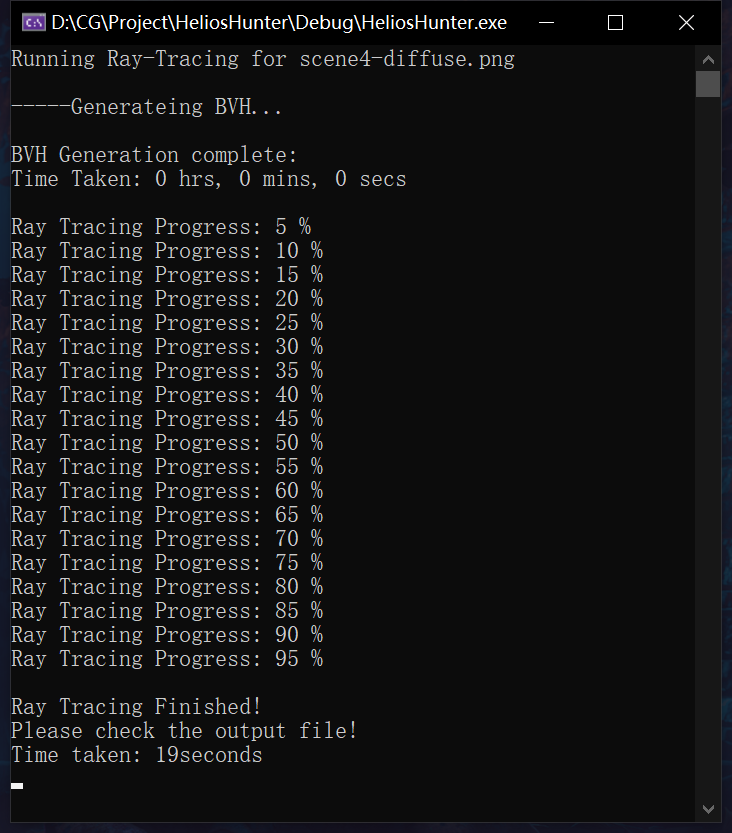 D:\CG\Project\HeliosHunter\Debug\HeliosHunter.exe
Running Ray-Tracing for scene4-diffuse.png
-----Generateing BVH...
BVH Generation complete:
Time Taken: 0 hrs, 0 mins, 0 secs
Ray Tracing Progress: 5 %
Ray Tracing Progress: 10 %
Ray Tracing Progress: 15 %
Ray Tracing Progress: 20 %
Ray Tracing Progress: 25 %
Ray Tracing Progress: 30 %
Ray Tracing Progress: 35 %
Ray Tracing Progress: 40 %
Ray Tracing Progress: 45 %
Ray Tracing Progress: 50 %
Ray Tracing Progress: 55 %
Ray Tracing Progress: 60 %
Ray Tracing Progress: 65 %
Ray Tracing Progress: 70 %
Ray Tracing Progress: 75 %
Ray Tracing Progress: 80 %
Ray Tracing Progress: 85 %
Ray Tracing Progress: 90 %
Ray Tracing Progress: 95 %
Ray Tracing Finished!
Please check the output file!
Time taken: 19seconds